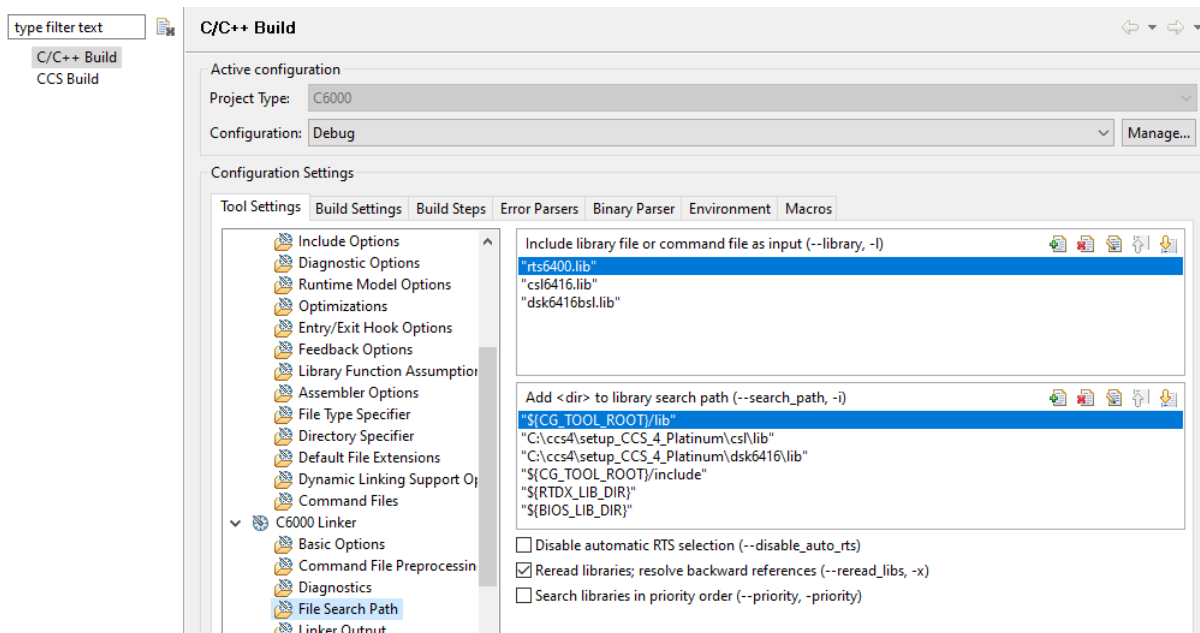 type filter text
C/C++ Build
CCS Build
C/C++ Build
Active configuration
Project Type: C6000
Configuration: Debug Manage...
Configuration Settings
Tool Settings Build Settings Build Steps Error Parsers Binary Parser Environment Macros
Include Options
Diagnostic Options
Runtime Model Options
Optimizations
Entry/Exit Hook Options
Feedback Options
Library Function Assumption
Assembler Options
File Type Specifier
Directory Specifier
Default File Extensions
Dynamic Linking Support Op
Command Files
C6000 Linker
Basic Options
Command File Preprocessin
Diagnostics
File Search Path
Linker Output
Include library file or command file as input (--library, -l)
"rts6400.lib"
"csl6416.lib"
"dsk6416bsl.lib"
Add <dir> to library search path (--search_path, -i)
"${CG_TOOL_ROOT}/lib"
"C:\ccs4\setup_CCS_4_Platinum\csl\lib"
"C:\ccs4\setup_CCS_4_Platinum\dsk6416\lib"
"${CG_TOOL_ROOT}/include"
"${RTDX_LIB_DIR}"
"${BIOS_LIB_DIR}"
Disable automatic RTS selection (--disable_auto_rts)
Reread libraries; resolve backward references (--reread_libs, -x)
Search libraries in priority order (--priority, -priority)